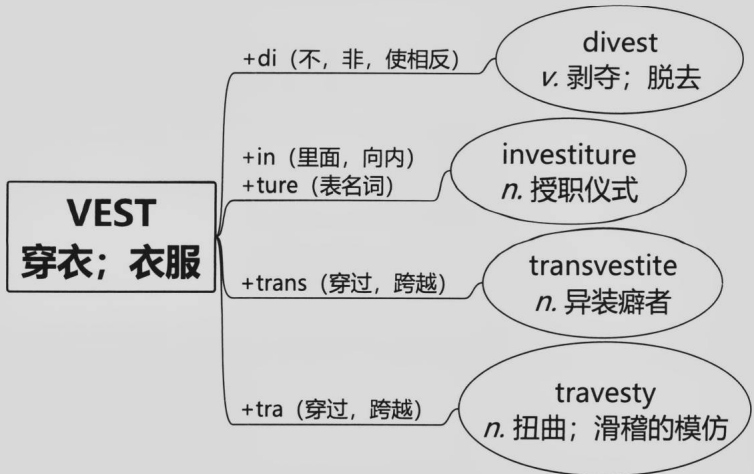 VEST
穿衣；衣服
+di（不，非，使相反）
divest
v. 剥夺；脱去
+in（里面，向内）
+ture（表名词）
investiture
n. 授职仪式
+trans（穿过，跨越）
transvestite
n. 异装癖者
+tra（穿过，跨越）
travesty
n. 扭曲；滑稽的模仿